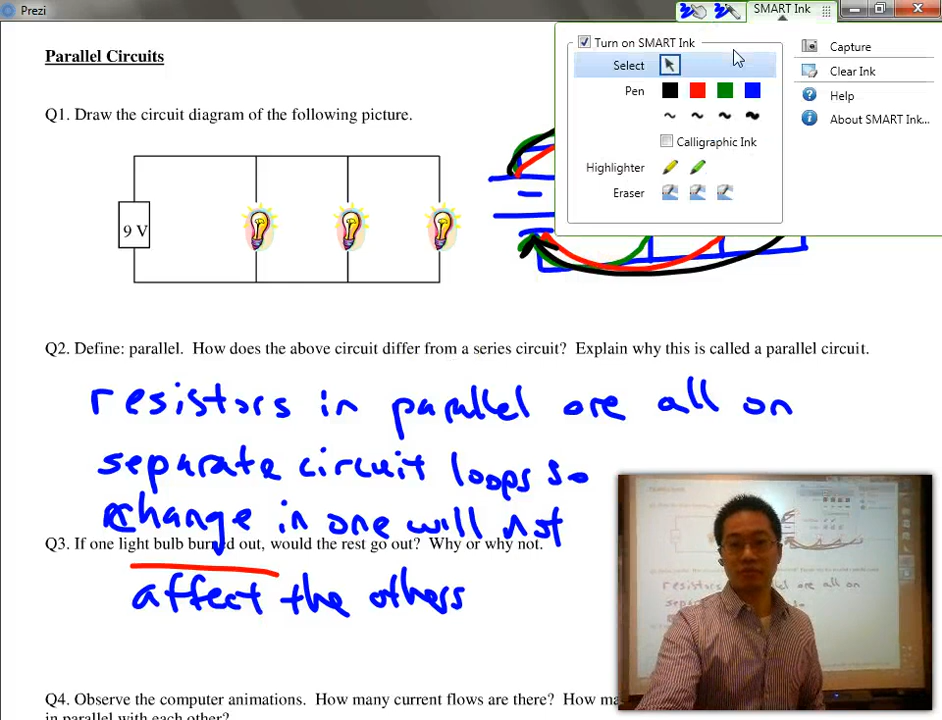 Prezi
SMART Ink
Turn on SMART Ink
Select
Pen
Calligraphic Ink
Highlighter
Eraser
Capture
Clear Ink
Help
About SMART Ink...
Parallel Circuits
Q1. Draw the circuit diagram of the following picture.
9 V
Q2. Define: parallel. How does the above circuit differ from a series circuit? Explain why this is called a parallel circuit.
resistors in parallel are all on
separate circuit loops so
change in one will not
Q3. If one light bulb burned out, would the rest go out? Why or why not.
affect the others
Q4. Observe the computer animations. How many current flows are there? How ma
in parallel with each other?